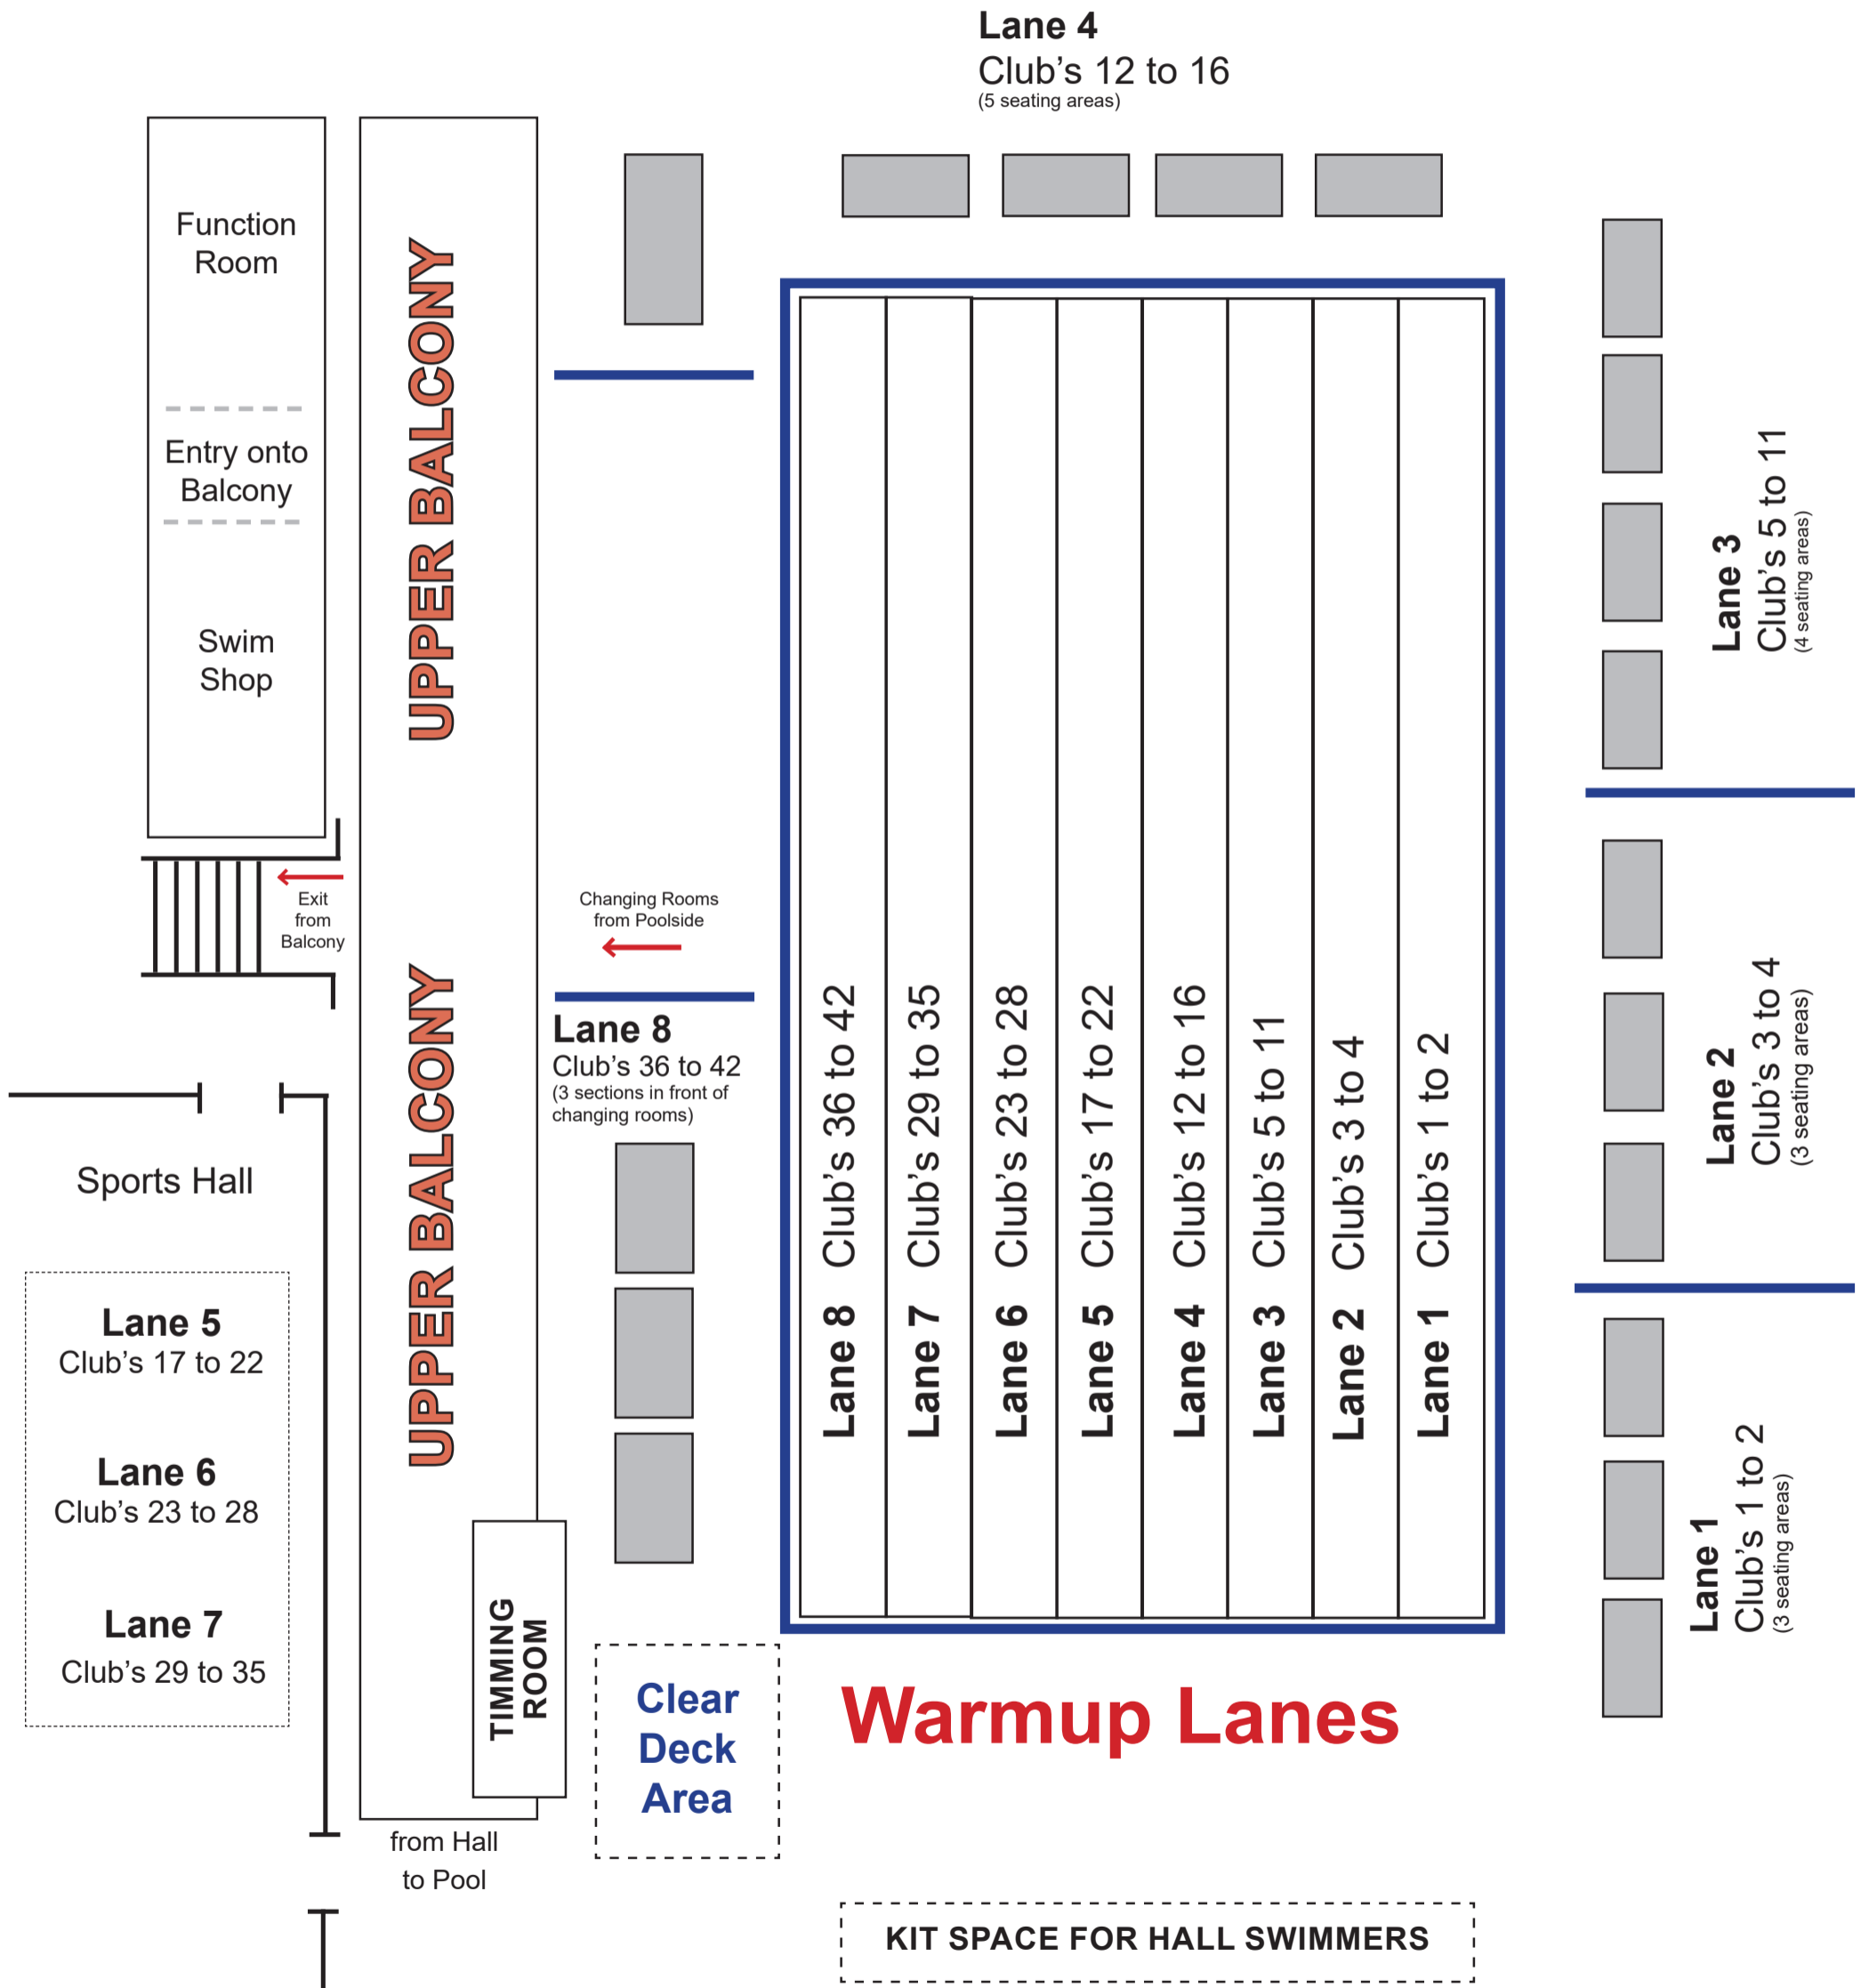 Lane 4
Club's 12 to 16
(5 seating areas)
Function
Room
Entry onto
Balcony
Swim
Shop
UPPER BALCONY
UPPER BALCONY
Exit
from
Balcony
Changing Rooms
from Poolside
Lane 8
Club's 36 to 42
(3 sections in front of
changing rooms)
Sports Hall
Lane 5
Club's 17 to 22
Lane 6
Club's 23 to 28
Lane 7
Club's 29 to 35
TIMMING
ROOM
from Hall
to Pool
Clear
Deck
Area
Lane 8 Club's 36 to 42
Lane 7 Club's 29 to 35
Lane 6 Club's 23 to 28
Lane 5 Club's 17 to 22
Lane 4 Club's 12 to 16
Lane 3 Club's 5 to 11
Lane 2 Club's 3 to 4
Lane 1 Club's 1 to 2
Lane 3
Club's 5 to 11
(4 seating areas)
Lane 2
Club's 3 to 4
(3 seating areas)
Lane 1
Club's 1 to 2
(3 seating areas)
Warmup Lanes
KIT SPACE FOR HALL SWIMMERS